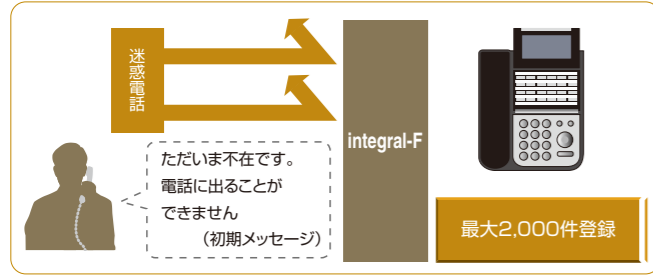 迷惑電話
ただいま不在です。
電話に出ることが
できません
（初期メッセージ）
integral-F
最大2,000件登録